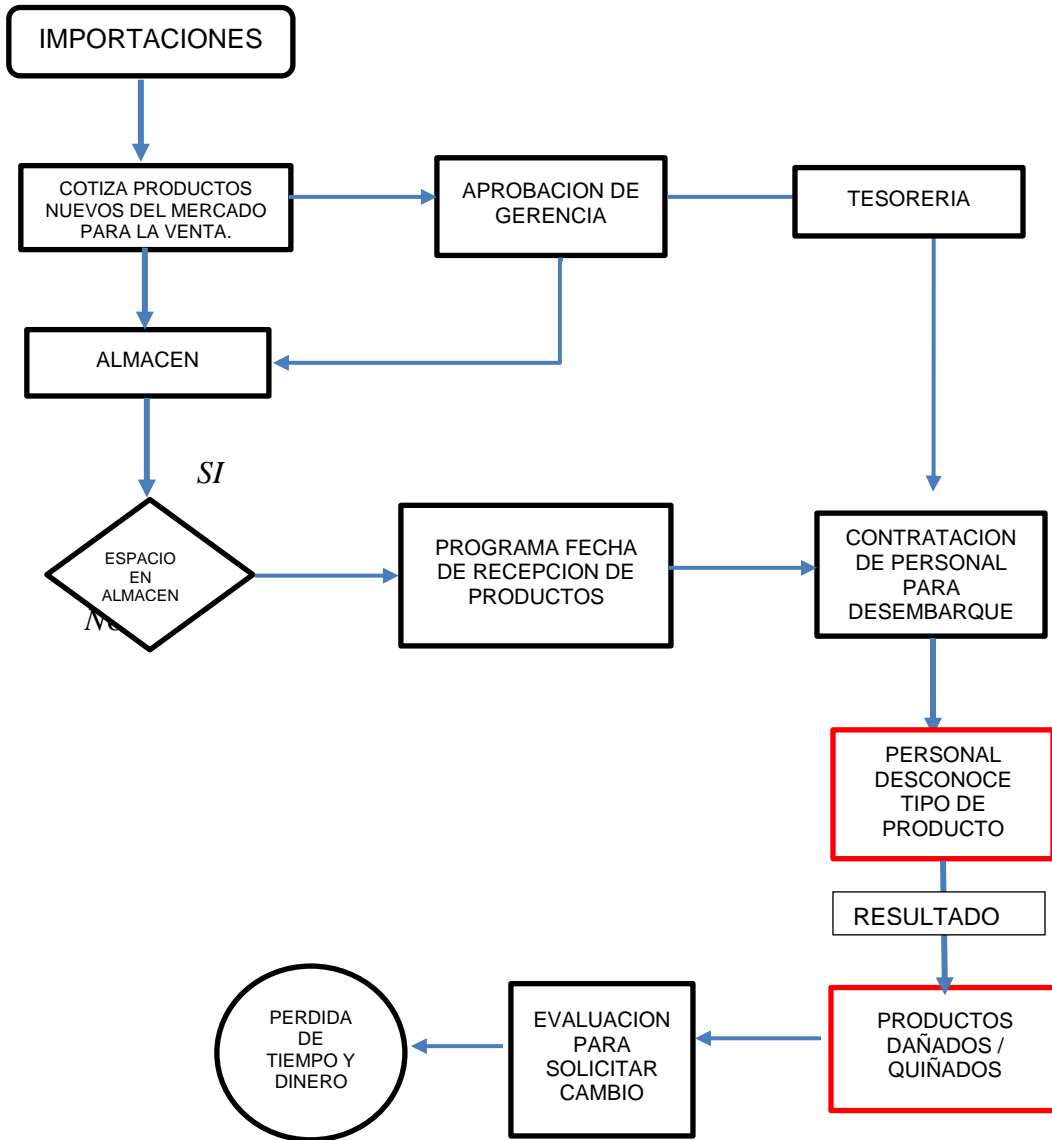 IMPORTACIONES
COTIZA PRODUCTOS
NUEVOS DEL MERCADO
PARA LA VENTA.
APROBACION DE
GERENCIA
TESORERIA
ALMACEN
SI
ESPACIO
EN
ALMACEN
PROGRAMA FECHA
DE RECEPCION DE
PRODUCTOS
CONTRATACION
DE PERSONAL
PARA
DESEMBARQUE
PERSONAL
DESCONOCE
TIPO DE
PRODUCTO
RESULTADO
PERDIDA
DE
TIEMPO Y
DINERO
EVALUACION
PARA
SOLICITAR
CAMBIO
PRODUCTOS
DAÑADOS /
QUIÑADOS